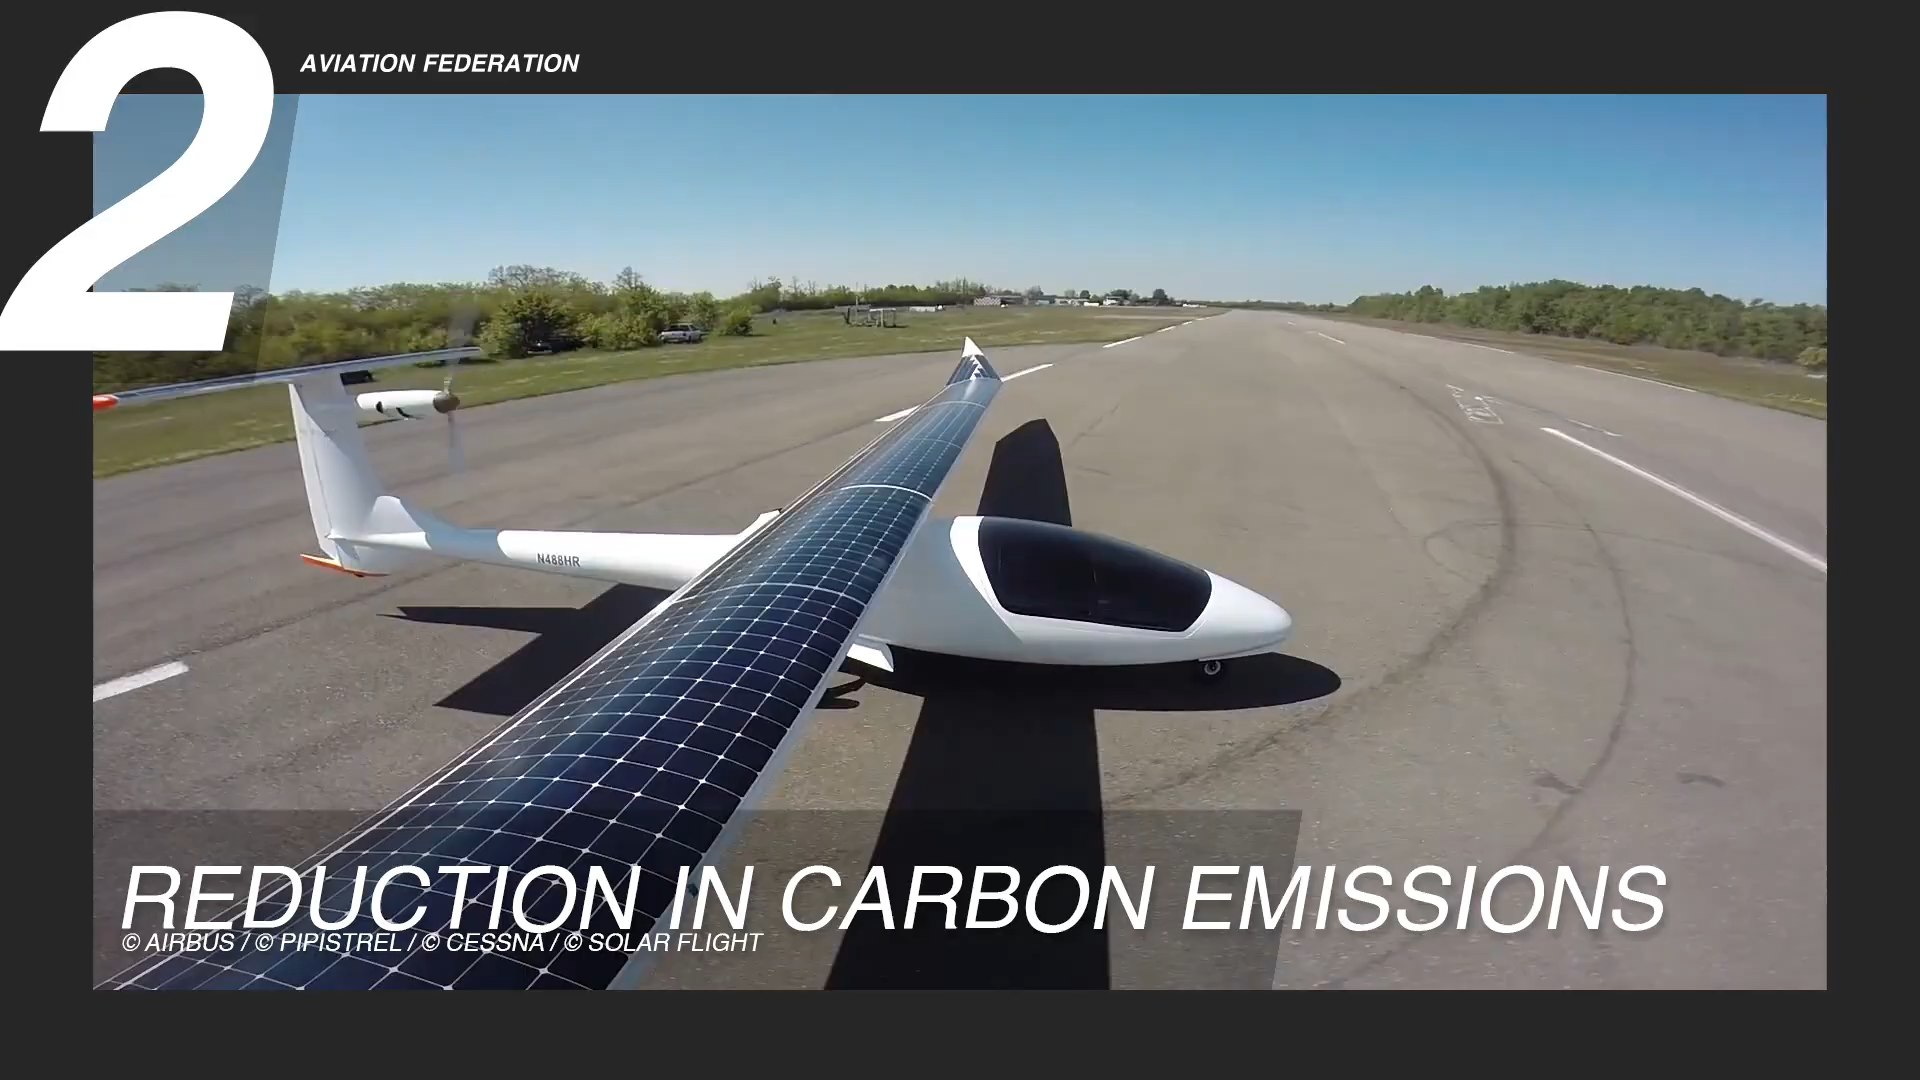 2
AVIATION FEDERATION
N488HR
REDUCTION IN CARBON EMISSIONS
© AIRBUS / © PIPISTREL / © CESSNA / © SOLAR FLIGHT